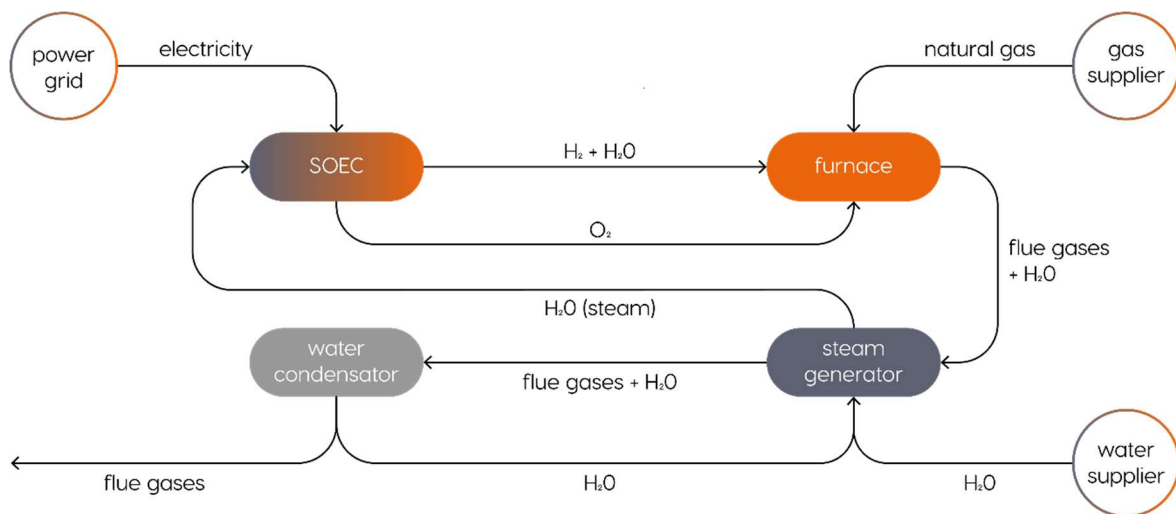 power
grid
electricity
natural gas
gas
supplier
SOEC
H₂ + H₂O
furnace
O₂
flue gases
+ H₂O
H₂O (steam)
water
condensator
steam
generator
flue gases + H₂O
flue gases
H₂O
H₂O
water
supplier